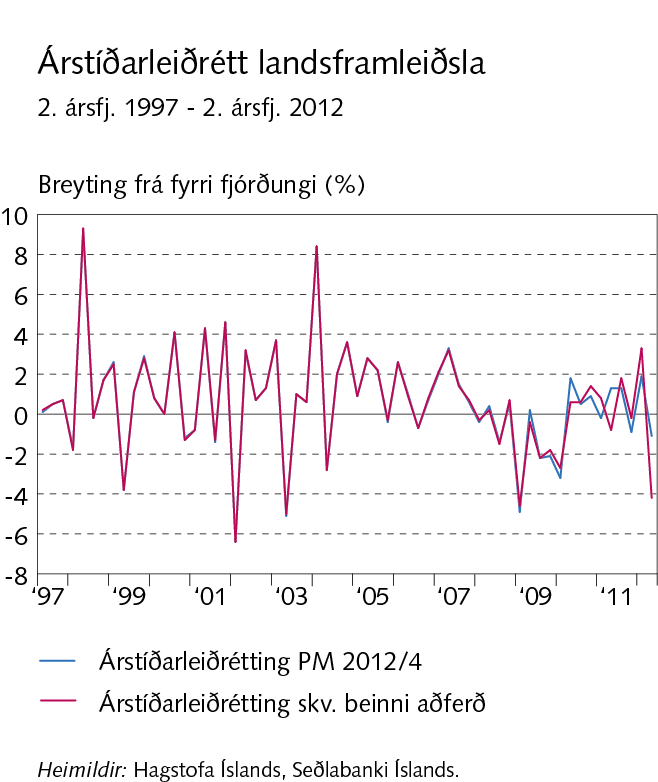 Árstíðarleiðrétt landsframleiðsla
2. ársfj. 1997 - 2. ársfj. 2012
Breyting frá fyrri fjórðungi (%)
10
8
6
4
2
0
-2
-4
-6
-8
‘97 ‘99 ‘01 ‘03 ‘05 ‘07 ‘09 ‘11
Árstíðarleiðrétting PM 2012/4
Árstíðarleiðrétting skv. beinni aðferð
Heimildir: Hagstofa Íslands, Seðlabanki Íslands.